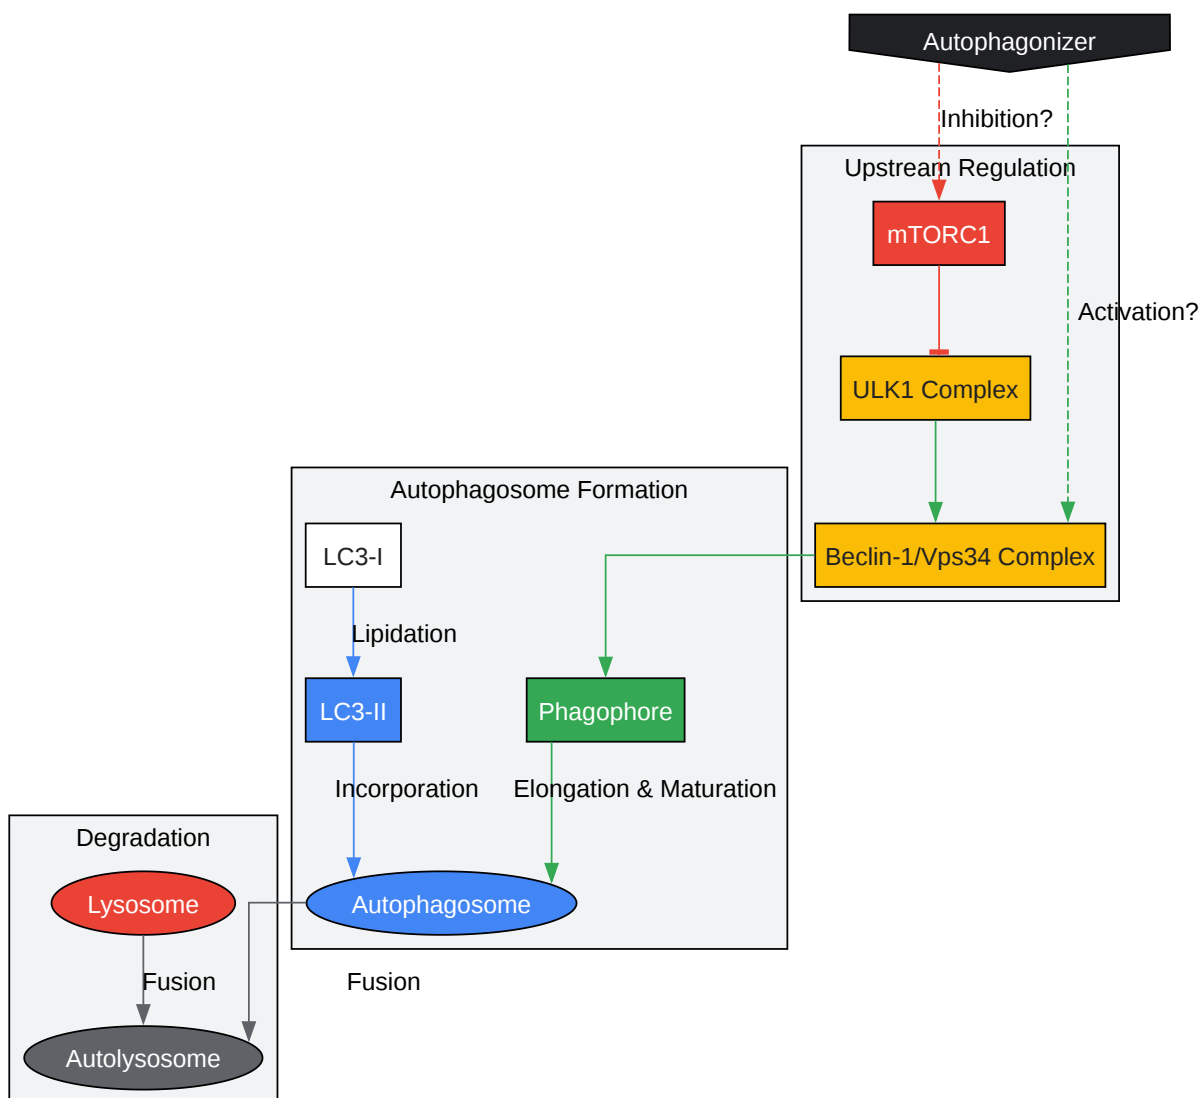 Autophagonizer
Inhibition?
Upstream Regulation
mTORC1
Activation?
ULK1 Complex
Beclin-1/Vps34 Complex
Autophagosome Formation
LC3-I
Lipidation
LC3-II
Phagophore
Incorporation
Elongation & Maturation
Autophagosome
Degradation
Lysosome
Fusion
Fusion
Autolysosome